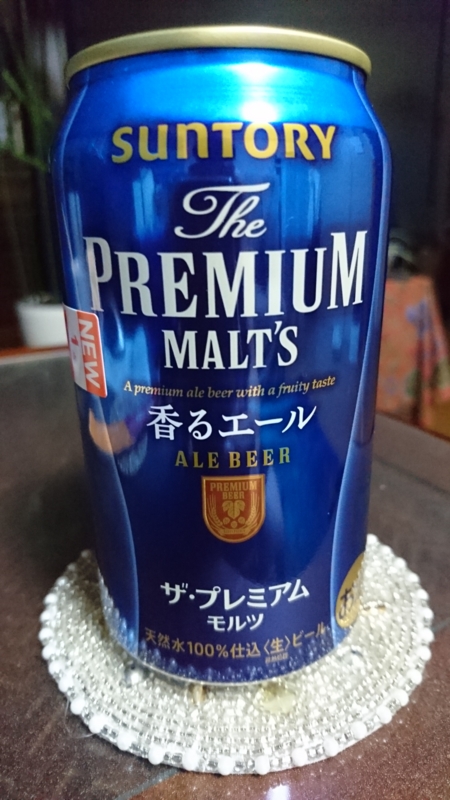 SUNTORY
The
PREMIUM
MALT'S
NEW
A premium ale beer with a fruity taste
香るエール
ALE BEER
PREMIUM
BEER
ザ・プレミアム
モルツ
天然水100%仕込〈生〉ビール